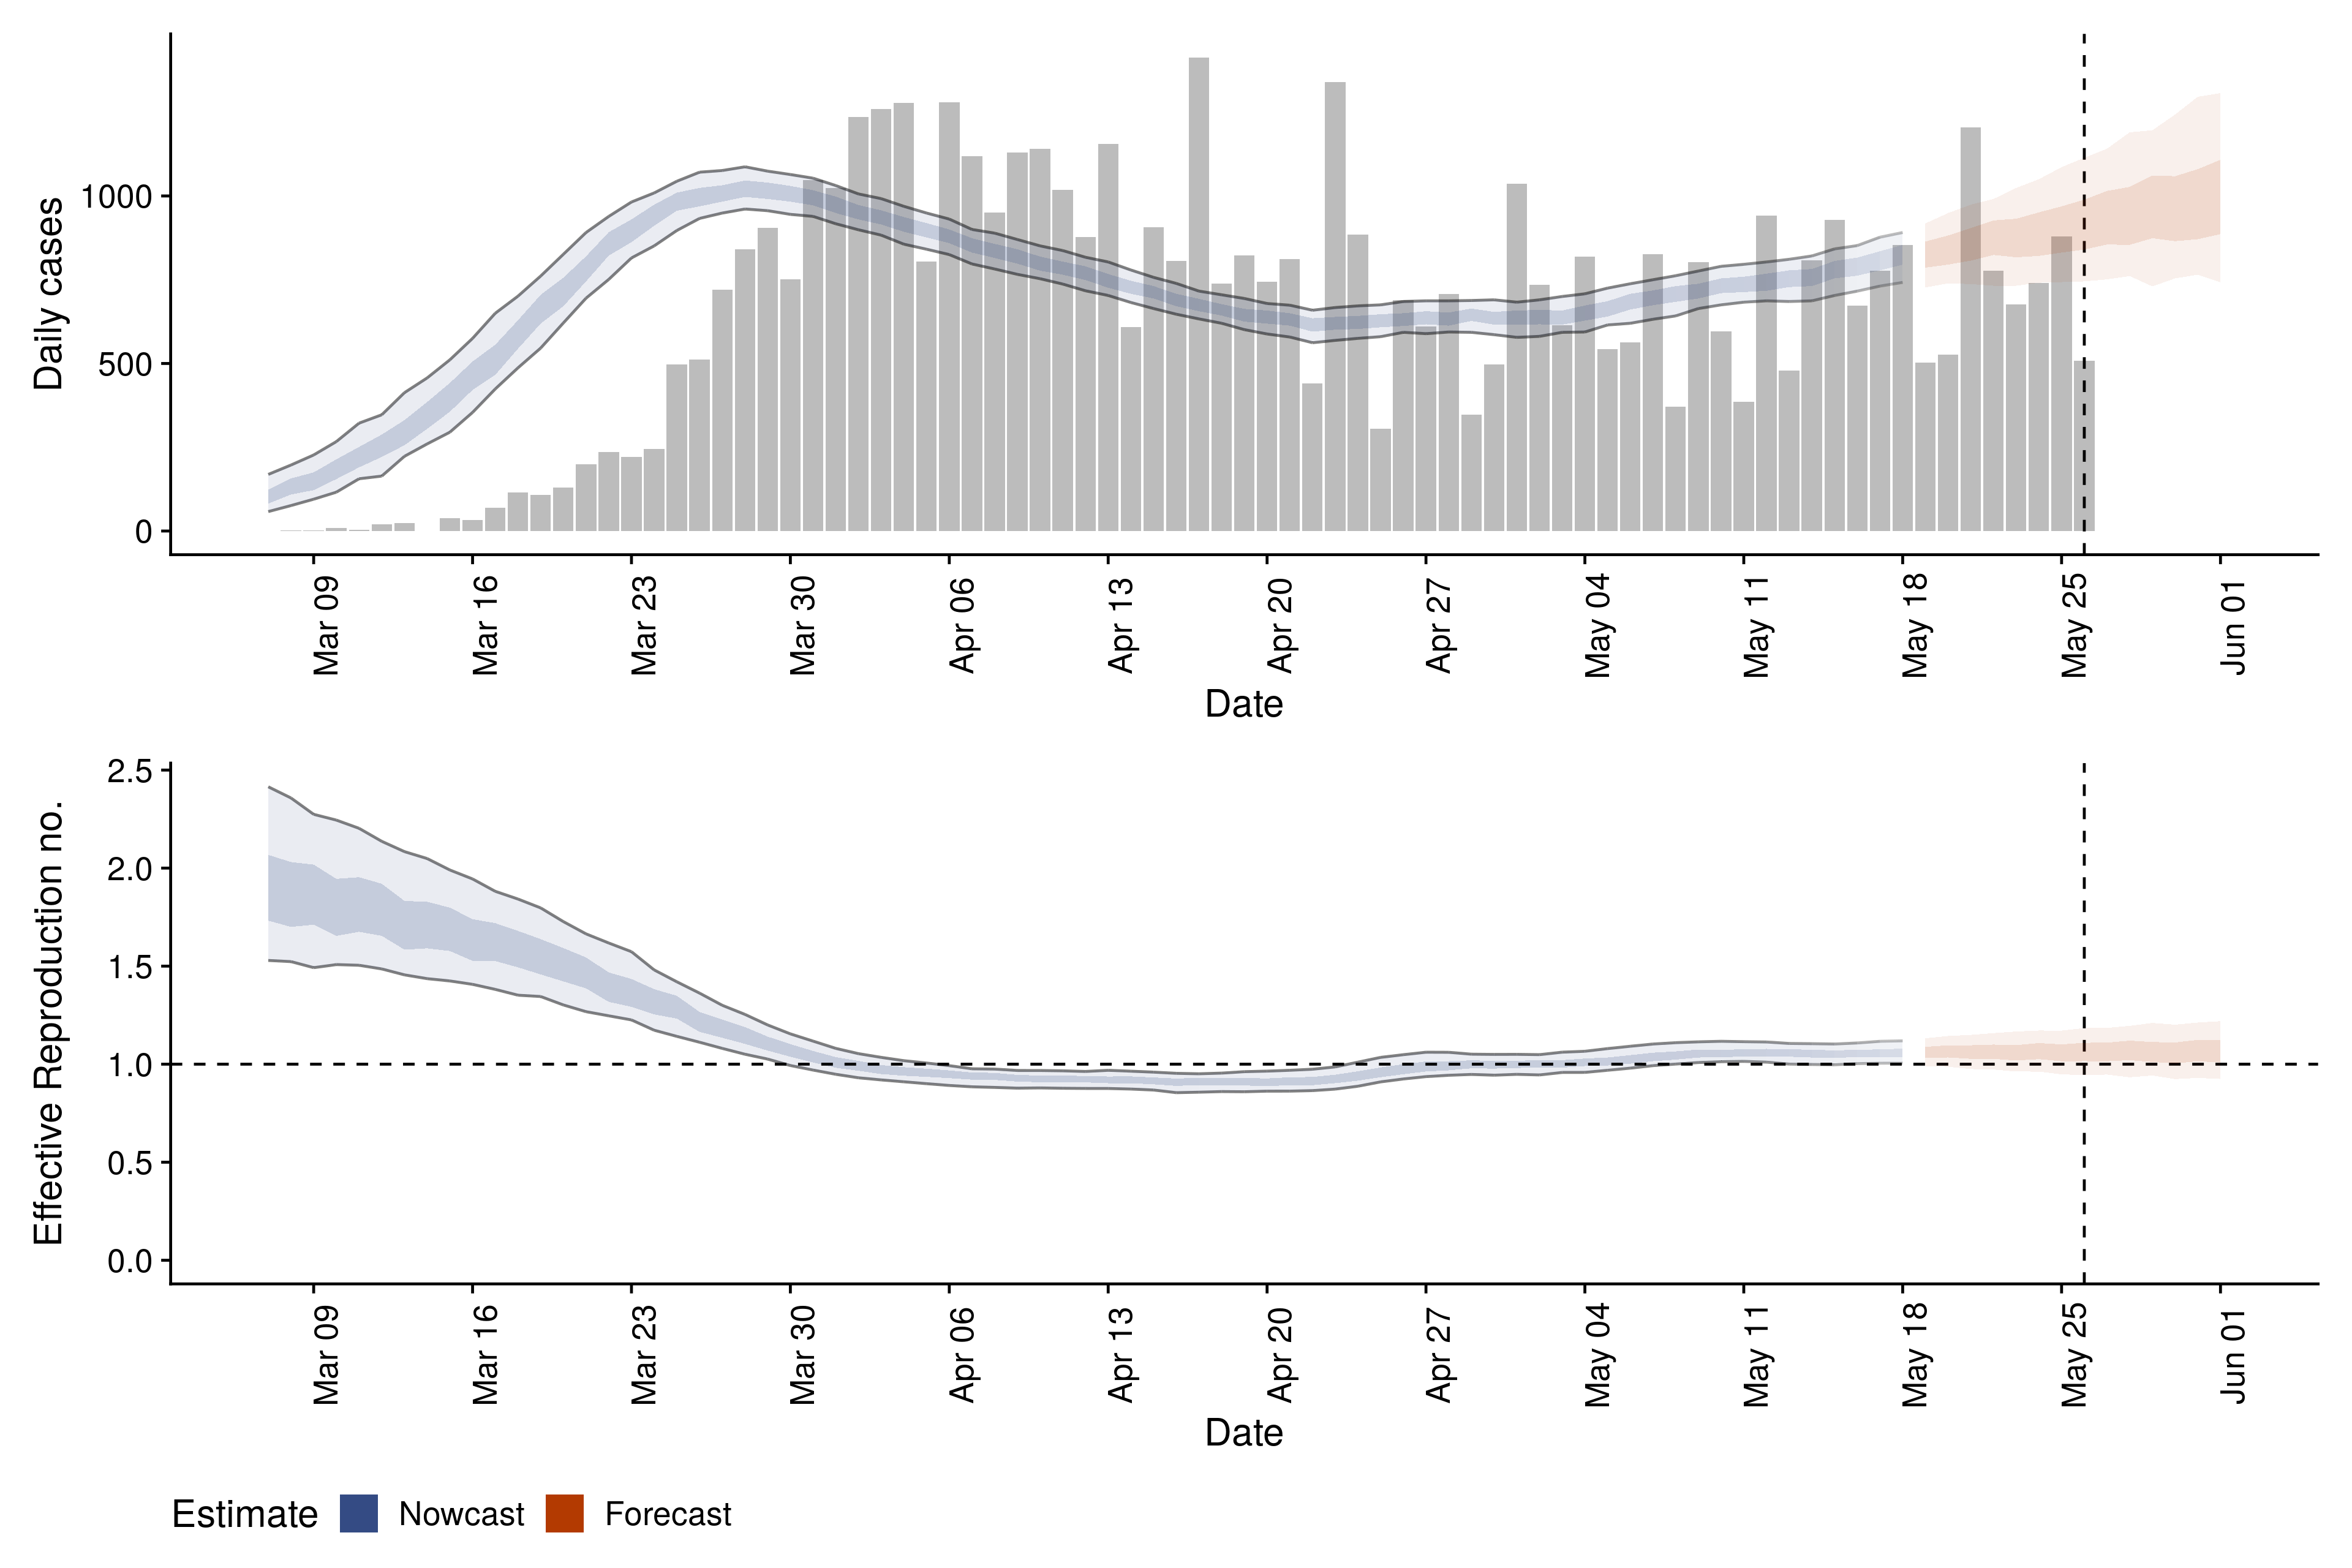 Daily cases
1000
500
0
Mar 09
Mar 16
Mar 23
Mar 30
Apr 06
Apr 13
Apr 20
Apr 27
May 04
May 11
May 18
May 25
Jun 01
Date
Effective Reproduction no.
2.5
2.0
1.5
1.0
0.5
0.0
Mar 09
Mar 16
Mar 23
Mar 30
Apr 06
Apr 13
Apr 20
Apr 27
May 04
May 11
May 18
May 25
Jun 01
Date
Estimate Nowcast Forecast